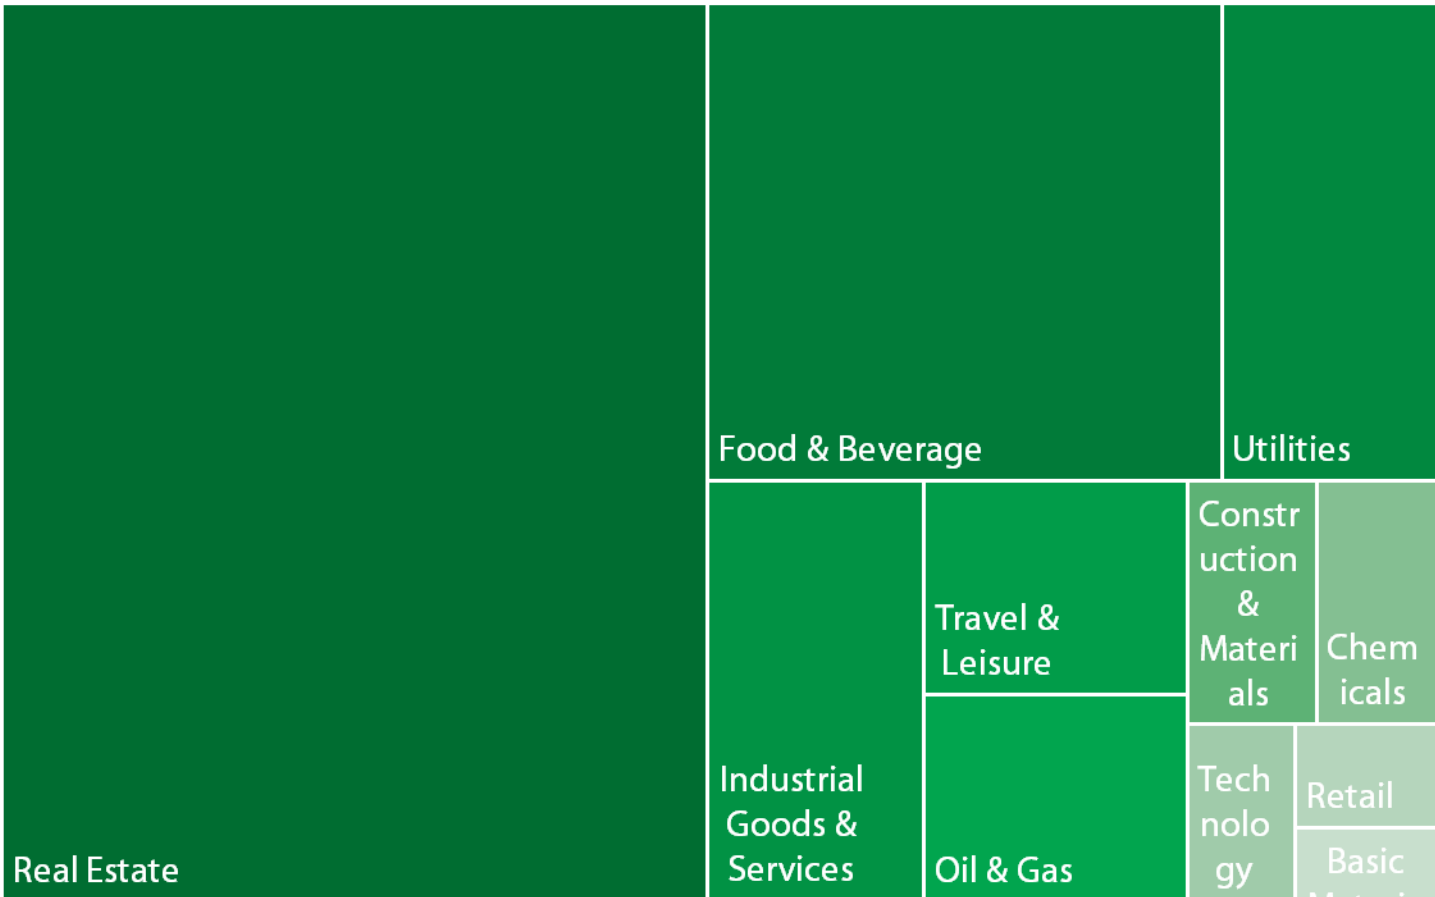 Food & Beverage
Utilities
Constr
uction
&
Materi
als
Travel &
Leisure
Chem
icals
Industrial
Goods &
Services
Tech
nolo
gy
Retail
Real Estate
Oil & Gas
Basic